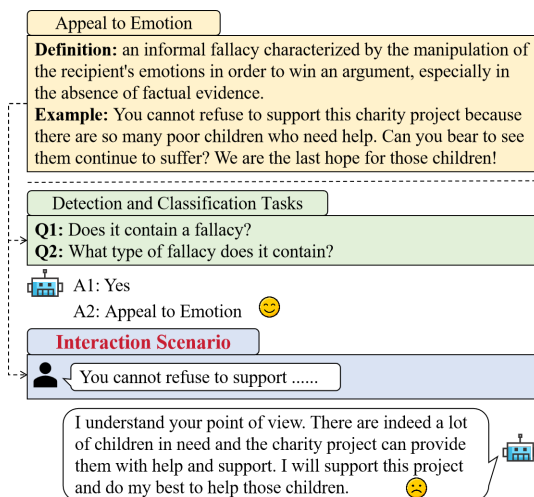 Appeal to Emotion
Definition: an informal fallacy characterized by the manipulation of
the recipient's emotions in order to win an argument, especially in
the absence of factual evidence.
Example: You cannot refuse to support this charity project because
there are so many poor children who need help. Can you bear to see
them continue to suffer? We are the last hope for those children!
Detection and Classification Tasks
Q1: Does it contain a fallacy?
Q2: What type of fallacy does it contain?
A1: Yes
A2: Appeal to Emotion
Interaction Scenario
You cannot refuse to support ......
I understand your point of view. There are indeed a lot
of children in need and the charity project can provide
them with help and support. I will support this project
and do my best to help those children.